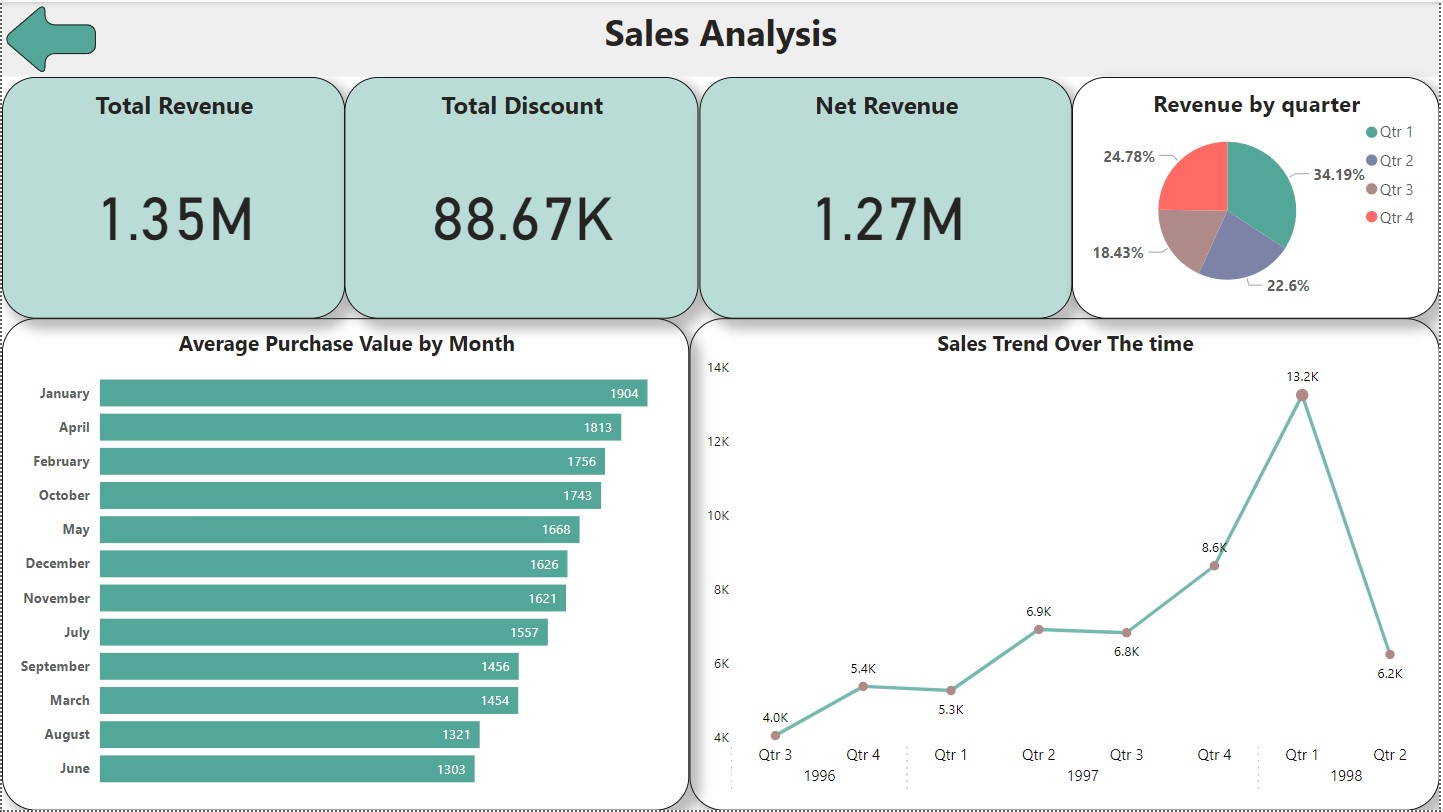 Sales Analysis
Total Revenue
1.35M
Total Discount
88.67K
Net Revenue
1.27M
Revenue by quarter
Qtr 1
Qtr 2
Qtr 3
Qtr 4
24.78%
34.19%
18.43%
22.6%
Average Purchase Value by Month
January 1904
April 1813
February 1756
October 1743
May 1668
December 1626
November 1621
July 1557
September 1456
March 1454
August 1321
June 1303
Sales Trend Over The time
14K
12K
10K
8K
6K
4K
4.0K
5.4K
5.3K
6.9K
6.8K
8.6K
13.2K
6.2K
Qtr 3 Qtr 4 Qtr 1 Qtr 2 Qtr 3 Qtr 4 Qtr 1 Qtr 2
1996 1997 1998